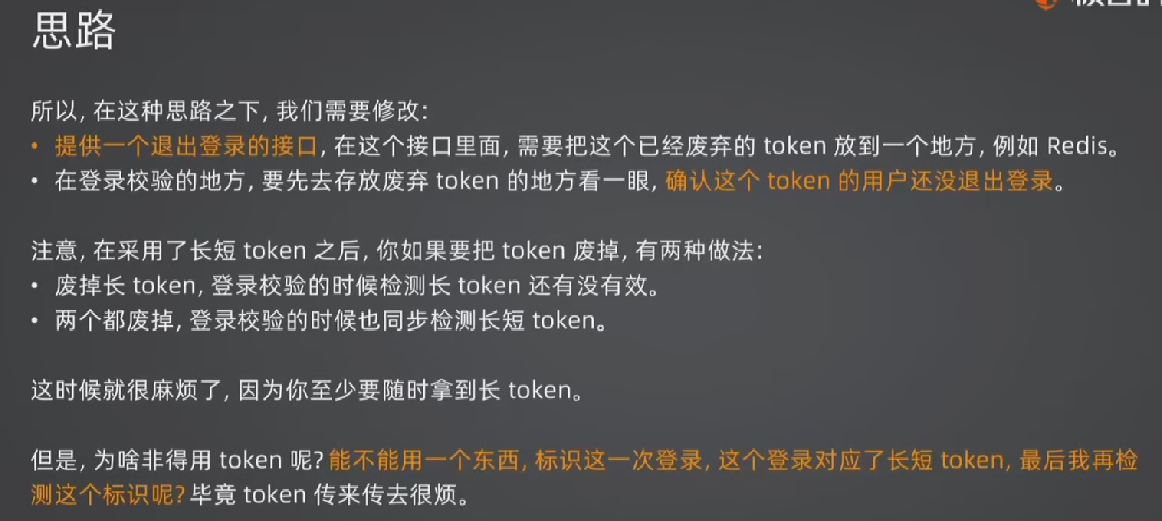 思路
所以, 在这种思路之下, 我们需要修改:
• 提供一个退出登录的接口, 在这个接口里面, 需要把这个已经废弃的 token 放到一个地方, 例如 Redis。
• 在登录校验的地方, 要先去存放废弃 token 的地方看一眼, 确认这个 token 的用户还没退出登录。
注意, 在采用了长短 token 之后, 你如果要把 token 废掉, 有两种做法:
• 废掉长 token, 登录校验的时候检测长 token 还有没有效。
• 两个都废掉, 登录校验的时候也同步检测长短 token。
这时候就很麻烦了, 因为你至少要随时拿到长 token。
但是, 为啥非得用 token 呢? 能不能用一个东西, 标识这一次登录, 这个登录对应了长短 token, 最后我再检
测这个标识呢? 毕竟 token 传来传去很烦。